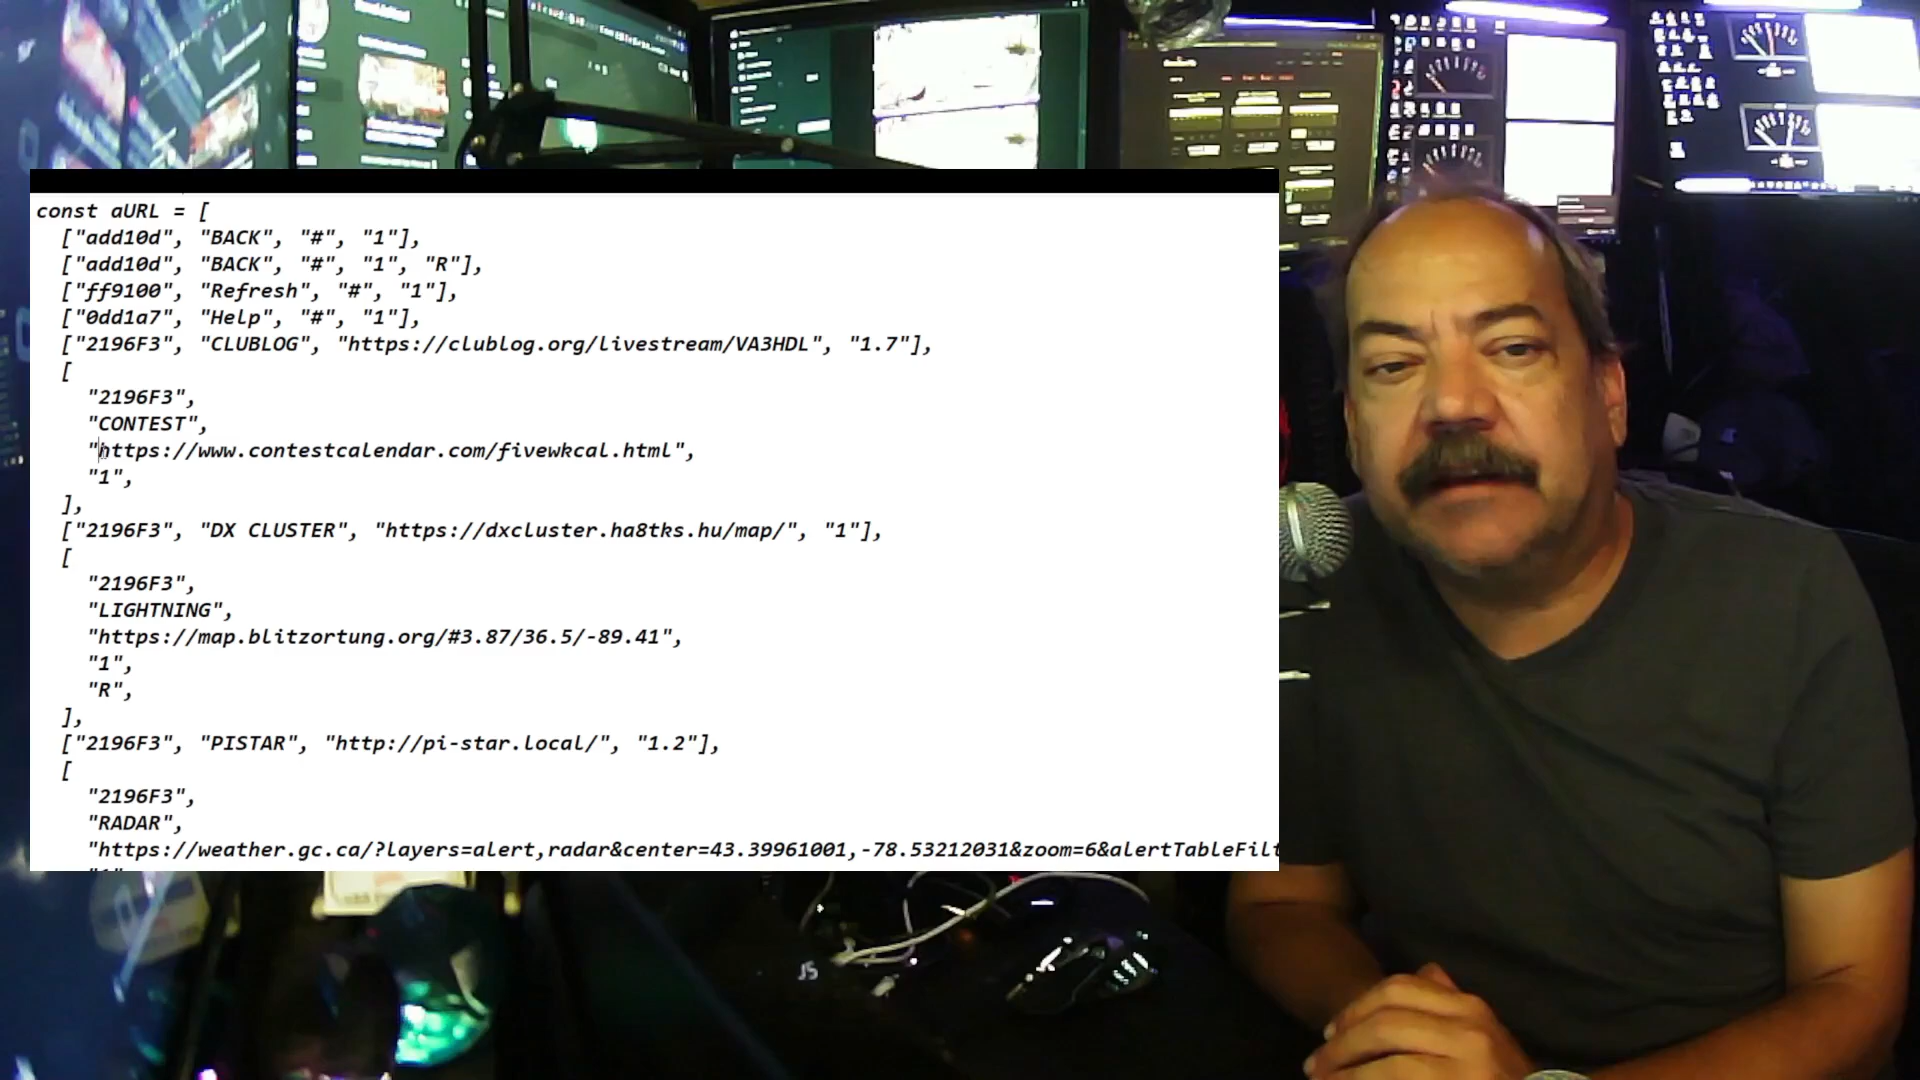 const aURL = [
["add10d", "BACK", "#", "1"],
["add10d", "BACK", "#", "1", "R"],
["ff9100", "Refresh", "#", "1"],
["0dd1a7", "Help", "#", "1"],
["2196F3", "CLUBLOG", "https://clublog.org/livestream/VA3HDL", "1.7"],
[
"2196F3",
"CONTEST",
"https://www.contestcalendar.com/fivewkcal.html",
"1",
],
["2196F3", "DX CLUSTER", "https://dxcluster.ha8tks.hu/map/", "1"],
[
"2196F3",
"LIGHTNING",
"https://map.blitzortung.org/#3.87/36.5/-89.41",
"1",
"R",
],
["2196F3", "PISTAR", "http://pi-star.local/", "1.2"],
[
"2196F3",
"RADAR",
"https://weather.gc.ca/?layers=alert,radar&center=43.39961001,-78.53212031&zoom=6&alertTableFilt